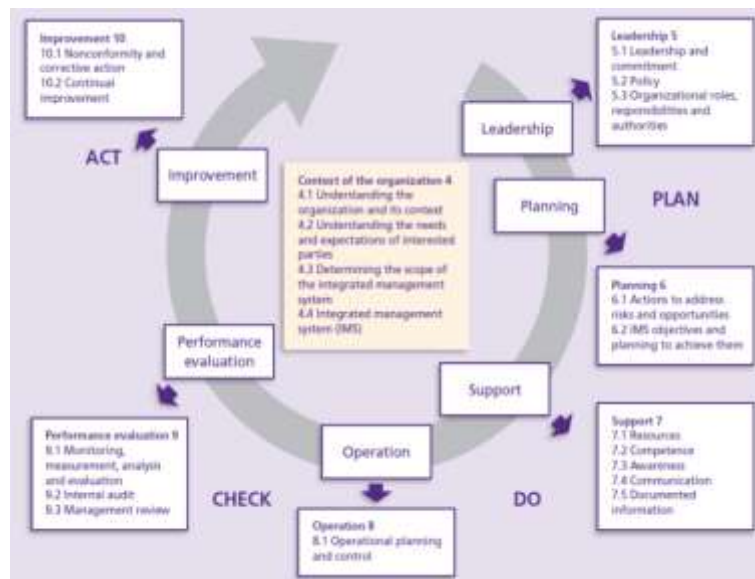 Improvement 10
10.1 Nonconformity and
corrective action
10.2 Continual
improvement
ACT
Improvement
Leadership 5
5.1 Leadership and
commitment
5.2 Policy
5.3 Organizational roles,
responsibilities and
authorities
Leadership
Context of the organization 4
4.1 Understanding the
organization and its context
4.2 Understanding the needs
and expectations of interested
parties
4.3 Determining the scope of
the integrated management
system
4.4 Integrated management
system (IMS)
Planning
PLAN
Planning 6
6.1 Actions to address
risks and opportunities
6.2 IMS objectives and
planning to achieve them
Performance
evaluation
Support
Performance evaluation 9
9.1 Monitoring,
measurement, analysis
and evaluation
9.2 Internal audit
9.3 Management review
CHECK
Operation
Operation 8
8.1 Operational planning
and control
DO
Support 7
7.1 Resources
7.2 Competence
7.3 Awareness
7.4 Communication
7.5 Documented
information